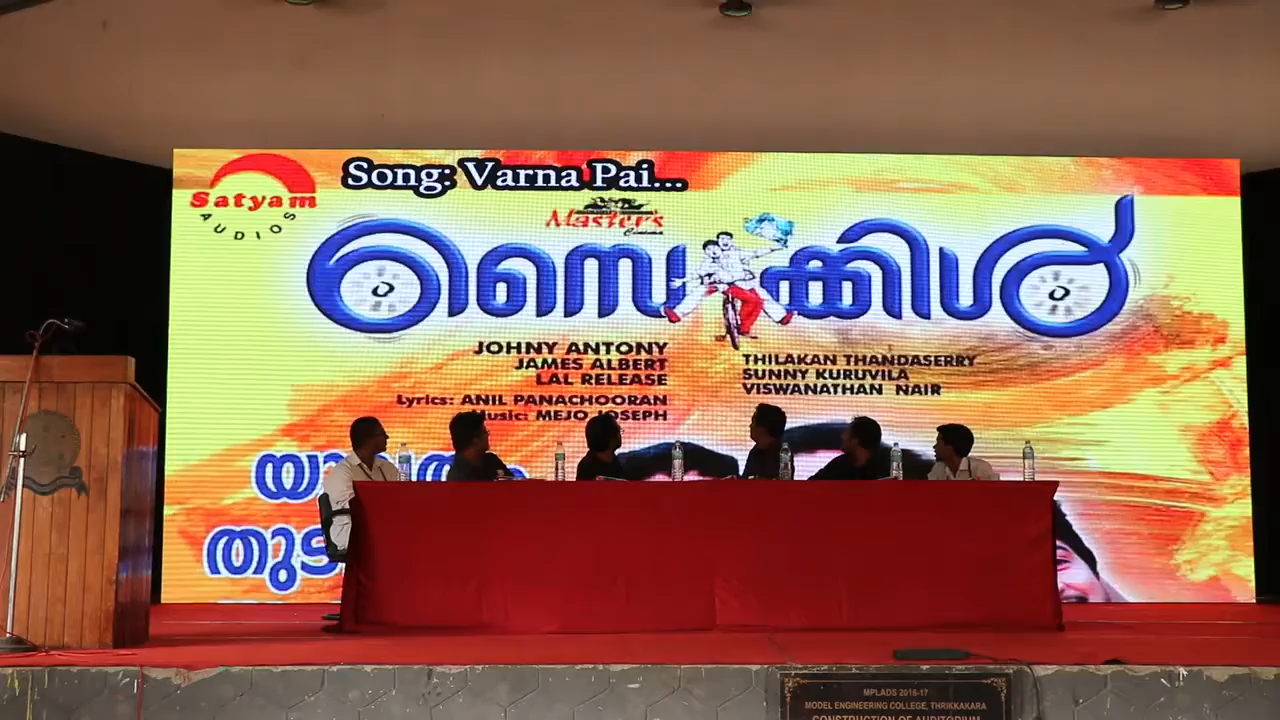 Satyam
AUDIOS
Song: Varna Pai...
Master's
Cinema
സൈക്കിൾ
JOHNY ANTONY
JAMES ALBERT
LAL RELEASE
THILAKAN THANDASERRY
SUNNY KURUVILA
VISWANATHAN NAIR
Lyrics: ANIL PANACHOORAN
Music: MEJO JOSEPH
MPLADS 2016-17
MODEL ENGINEERING COLLEGE, THRIKKAKARA
CONSTRUCTION OF AUDITORIUM